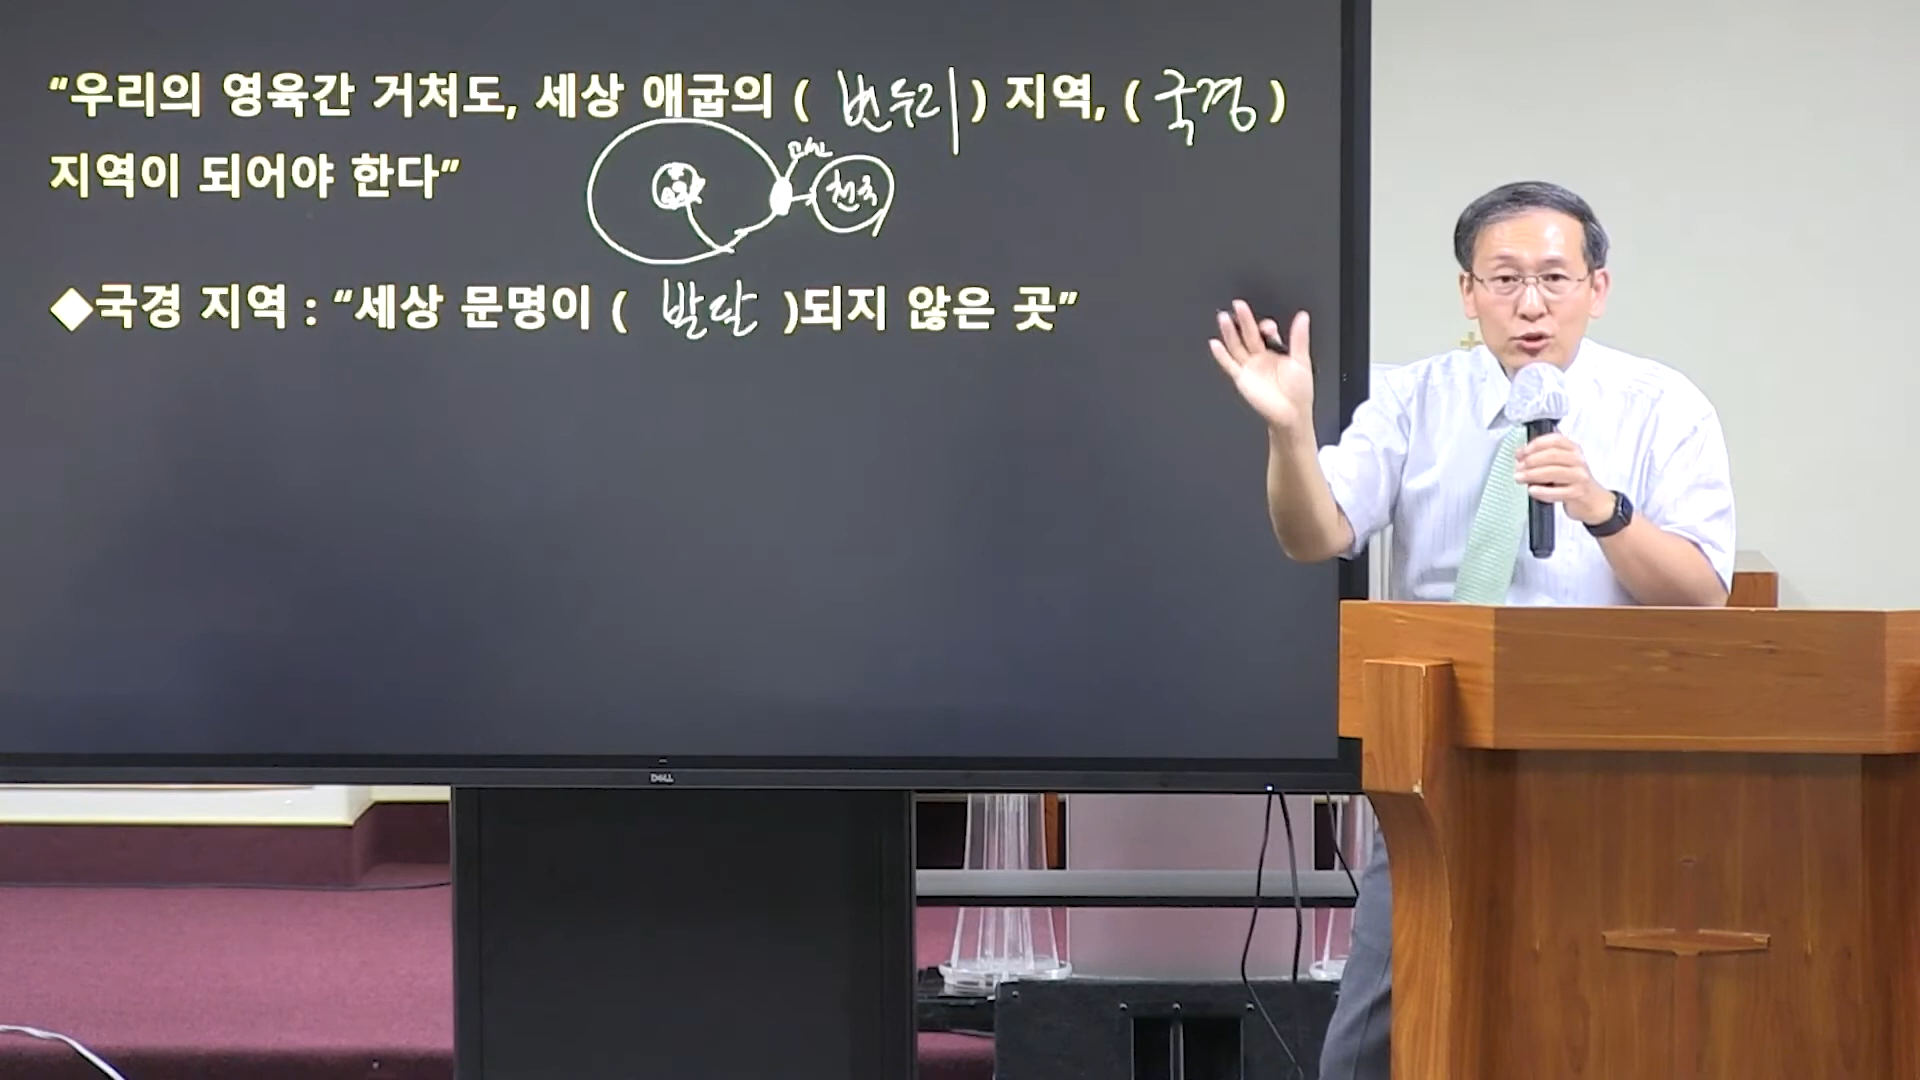 “우리의 영육간 거처도, 세상 애굽의 ( 변두리 ) 지역, ( 국경 )
지역이 되어야 한다”
고센
천국
◆국경 지역 : “세상 문명이 ( 발달 )되지 않은 곳”
DELL